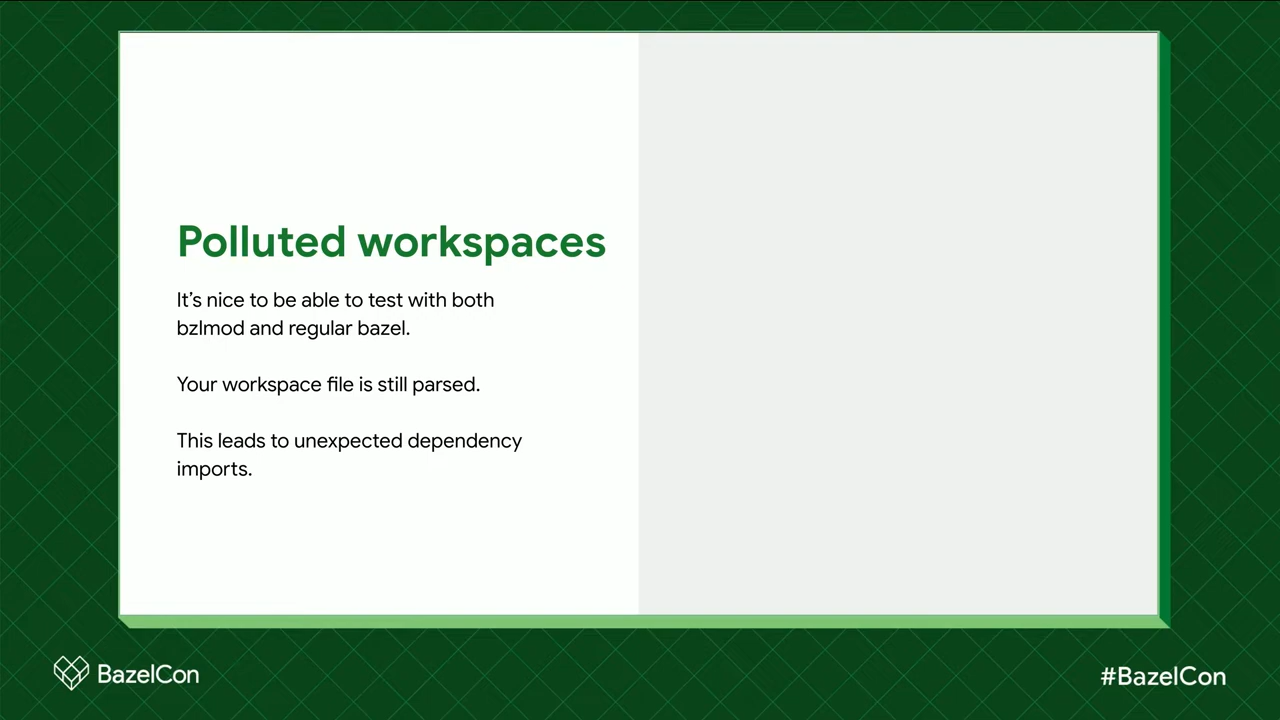 Polluted workspaces
It’s nice to be able to test with both
bzlmod and regular bazel.
Your workspace file is still parsed.
This leads to unexpected dependency
imports.
BazelCon
#BazelCon